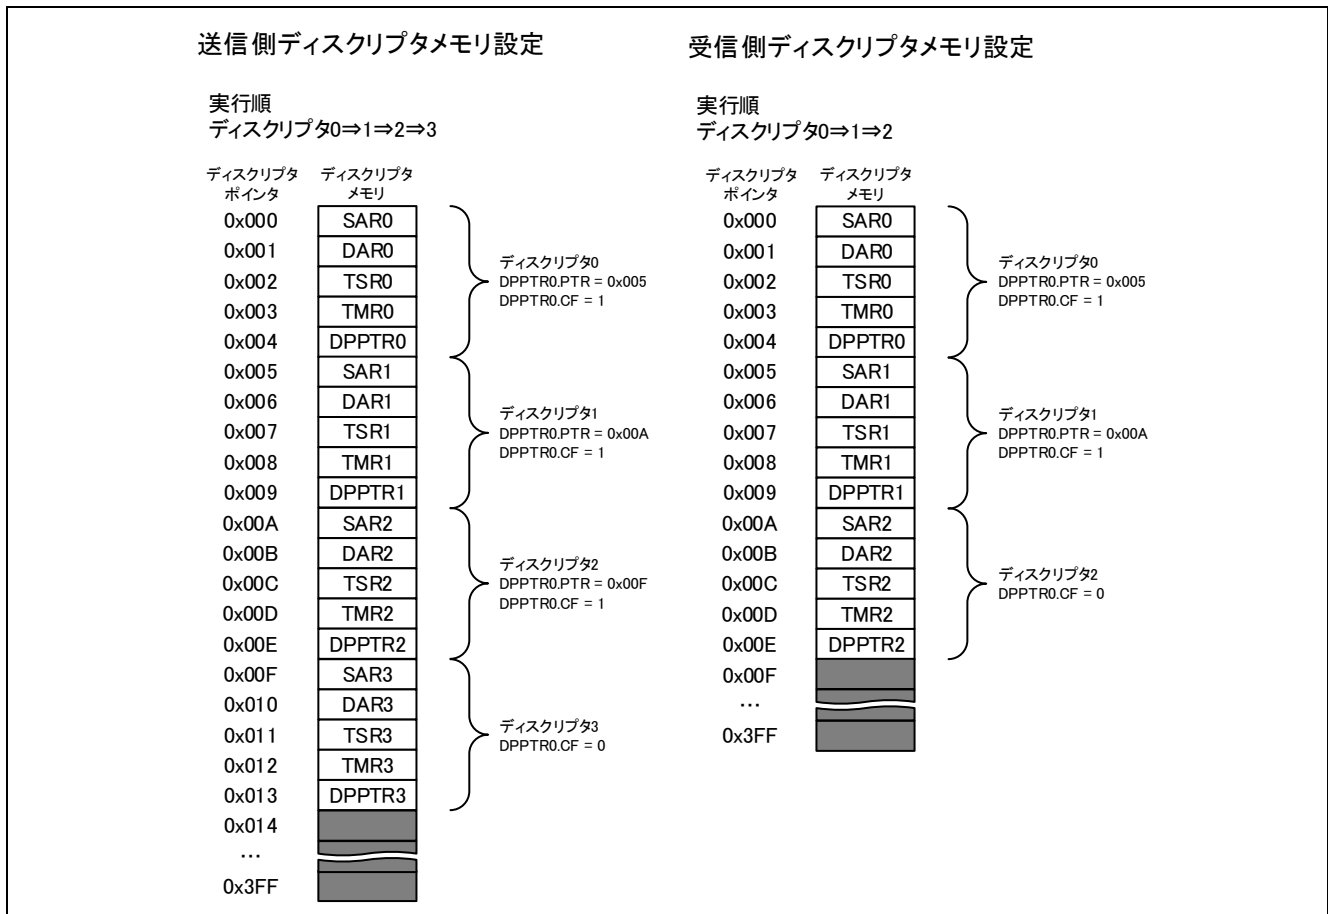 送信側ディスクリプタメモリ設定
実行順
ディスクリプタ0⇒1⇒2⇒3
ディスクリプタ ディスクリプタ
ポインタ メモリ
0x000 SAR0
0x001 DAR0
0x002 TSR0
0x003 TMR0
0x004 DPPTR0
ディスクリプタ0
DPPTR0.PTR = 0x005
DPPTR0.CF = 1
0x005 SAR1
0x006 DAR1
0x007 TSR1
0x008 TMR1
0x009 DPPTR1
ディスクリプタ1
DPPTR0.PTR = 0x00A
DPPTR0.CF = 1
0x00A SAR2
0x00B DAR2
0x00C TSR2
0x00D TMR2
0x00E DPPTR2
ディスクリプタ2
DPPTR0.PTR = 0x00F
DPPTR0.CF = 1
0x00F SAR3
0x010 DAR3
0x011 TSR3
0x012 TMR3
0x013 DPPTR3
ディスクリプタ3
DPPTR0.CF = 0
0x014
…
0x3FF
受信側ディスクリプタメモリ設定
実行順
ディスクリプタ0⇒1⇒2
ディスクリプタ ディスクリプタ
ポインタ メモリ
0x000 SAR0
0x001 DAR0
0x002 TSR0
0x003 TMR0
0x004 DPPTR0
ディスクリプタ0
DPPTR0.PTR = 0x005
DPPTR0.CF = 1
0x005 SAR1
0x006 DAR1
0x007 TSR1
0x008 TMR1
0x009 DPPTR1
ディスクリプタ1
DPPTR0.PTR = 0x00A
DPPTR0.CF = 1
0x00A SAR2
0x00B DAR2
0x00C TSR2
0x00D TMR2
0x00E DPPTR2
ディスクリプタ2
DPPTR0.CF = 0
0x00F
…
0x3FF